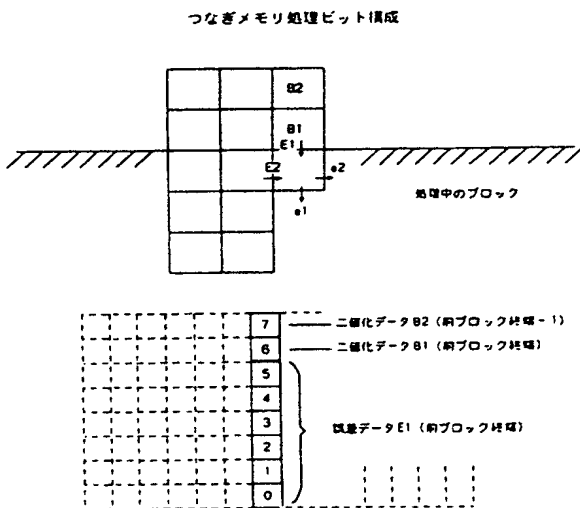 つなぎメモリ処理ビット構成
B2
B1
E1
E2
e2
e1
処理中のブロック
7
二値化データB2(前ブロック終端-1)
6
二値化データB1(前ブロック終端)
5
4
3
誤差データE1(前ブロック終端)
2
1
0